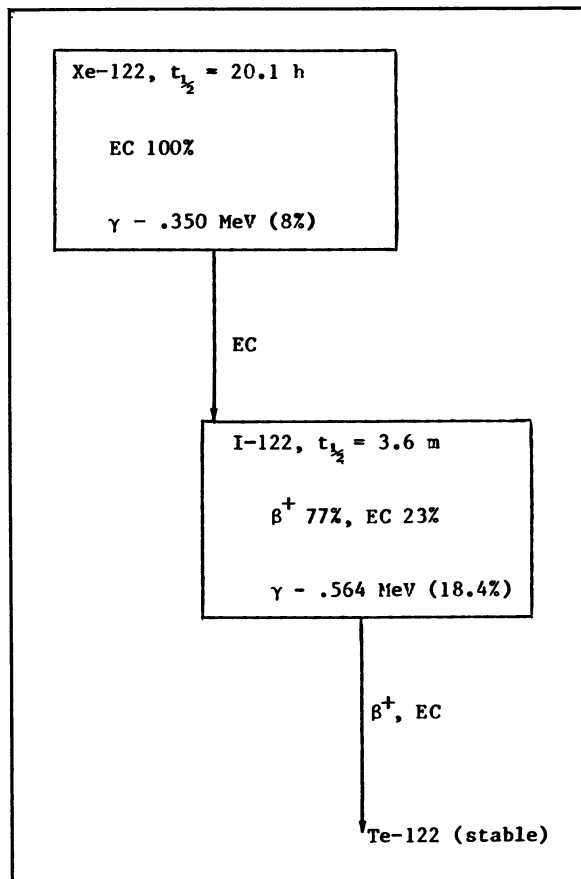 Xe-122, t½ = 20.1 h
EC 100%
γ - .350 MeV (8%)
EC
I-122, t½ = 3.6 m
β+ 77%, EC 23%
γ - .564 MeV (18.4%)
β+, EC
Te-122 (stable)